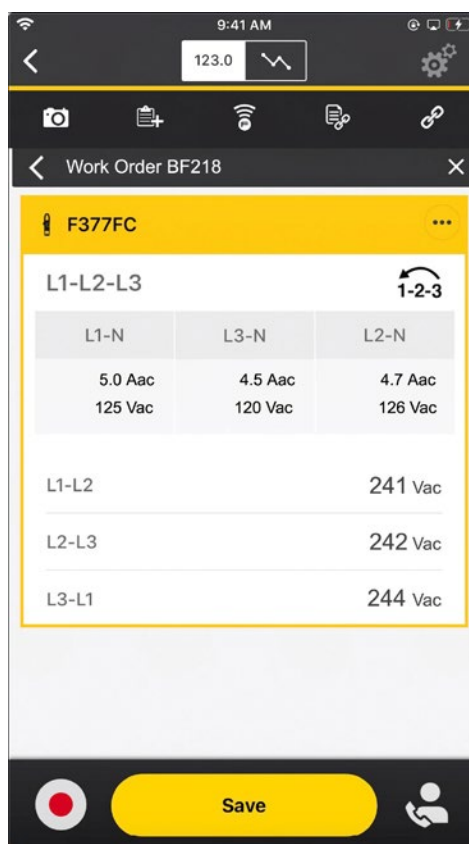 9:41 AM
123.0
Work Order BF218
F377FC
L1-L2-L3
1-2-3
L1-N L3-N L2-N
5.0 Aac 4.5 Aac 4.7 Aac
125 Vac 120 Vac 126 Vac
L1-L2 241 Vac
L2-L3 242 Vac
L3-L1 244 Vac
Save